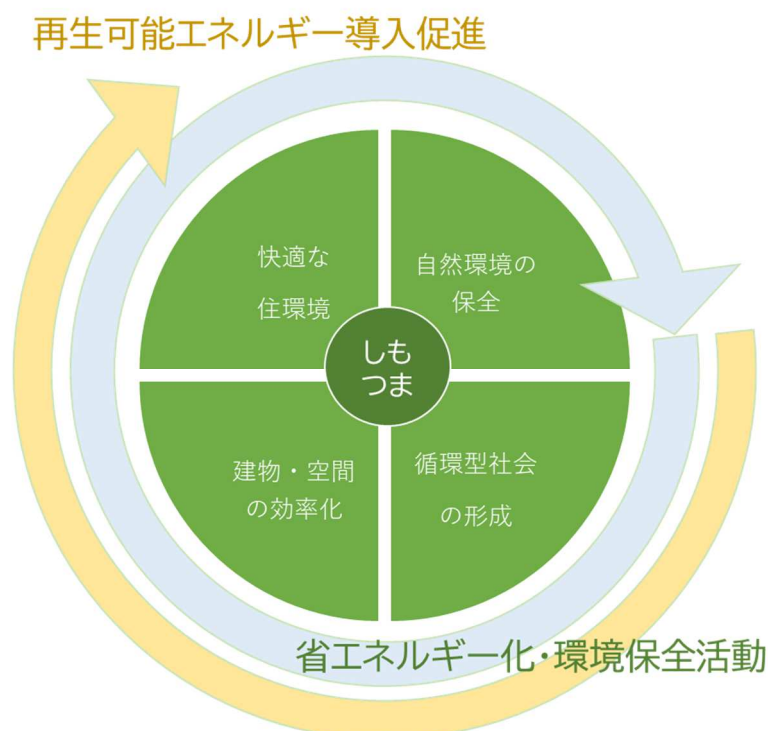 再生可能エネルギー導入促進
快適な
住環境
自然環境の
保全
しも
つま
建物・空間
の効率化
循環型社会
の形成
省エネルギー化・環境保全活動